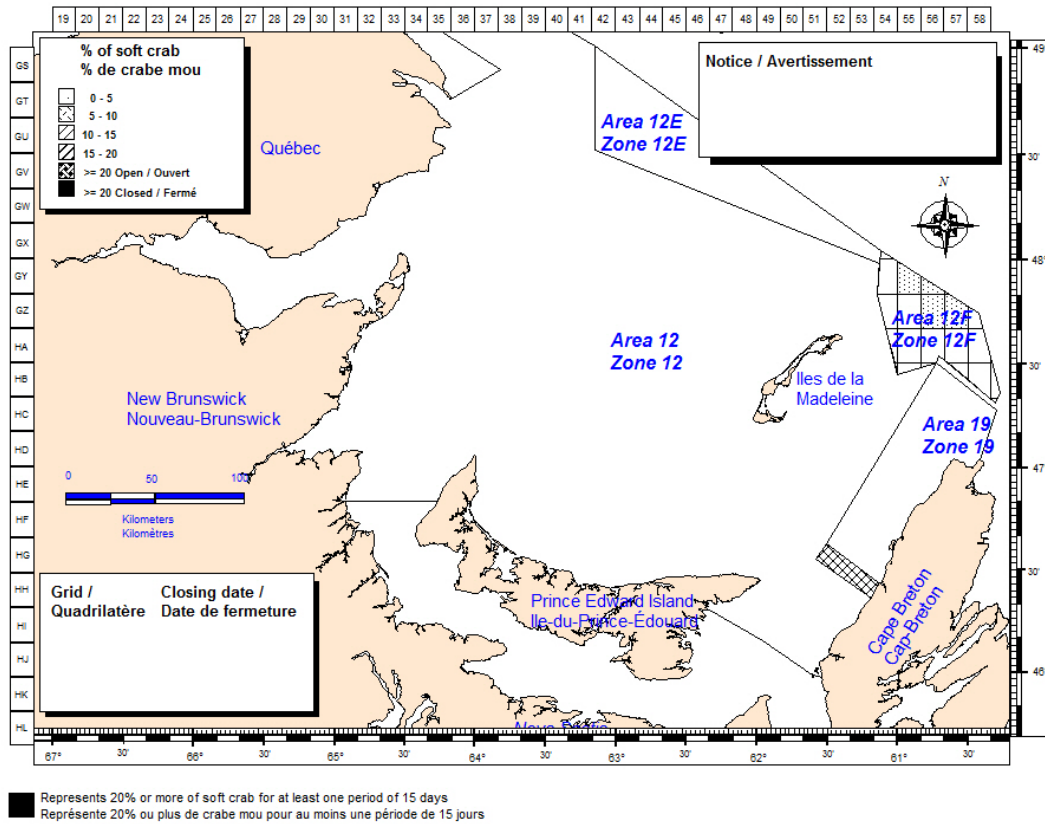 19 20 21 22 23 24 25 26 27 28 29 30 31 32 33 34 35 36 37 38 39 40 41 42 43 44 45 46 47 48 49 50 51 52 53 54 55 56 57 58
% of soft crab
% de crabe mou
0 - 5
5 - 10
10 - 15
15 - 20
>= 20 Open / Ouvert
>= 20 Closed / Fermé
Notice / Avertissement
GS
GT
GU
GV
GW
GX
GY
GZ
HA
HB
HC
HD
HE
HF
HG
HH
HI
HJ
HK
HL
Québec
Area 12E
Zone 12E
N
Area 12F
Zone 12F
Area 12
Zone 12
Iles de la
Madeleine
New Brunswick
Nouveau-Brunswick
Area 19
Zone 19
0 50 100
Kilometers
Kilomètres
Grid /
Quadrilatère
Closing date /
Date de fermeture
Prince Edward Island
Ile-du-Prince-Édouard
Cape Breton
Cap-Breton
49
30'
48°
30'
47°
30'
46°
67° 30' 66° 30' 65° 30' 64° 30' 63° 30' 62° 30' 61° 30'
Represents 20% or more of soft crab for at least one period of 15 days
Représente 20% ou plus de crabe mou pour au moins une période de 15 jours